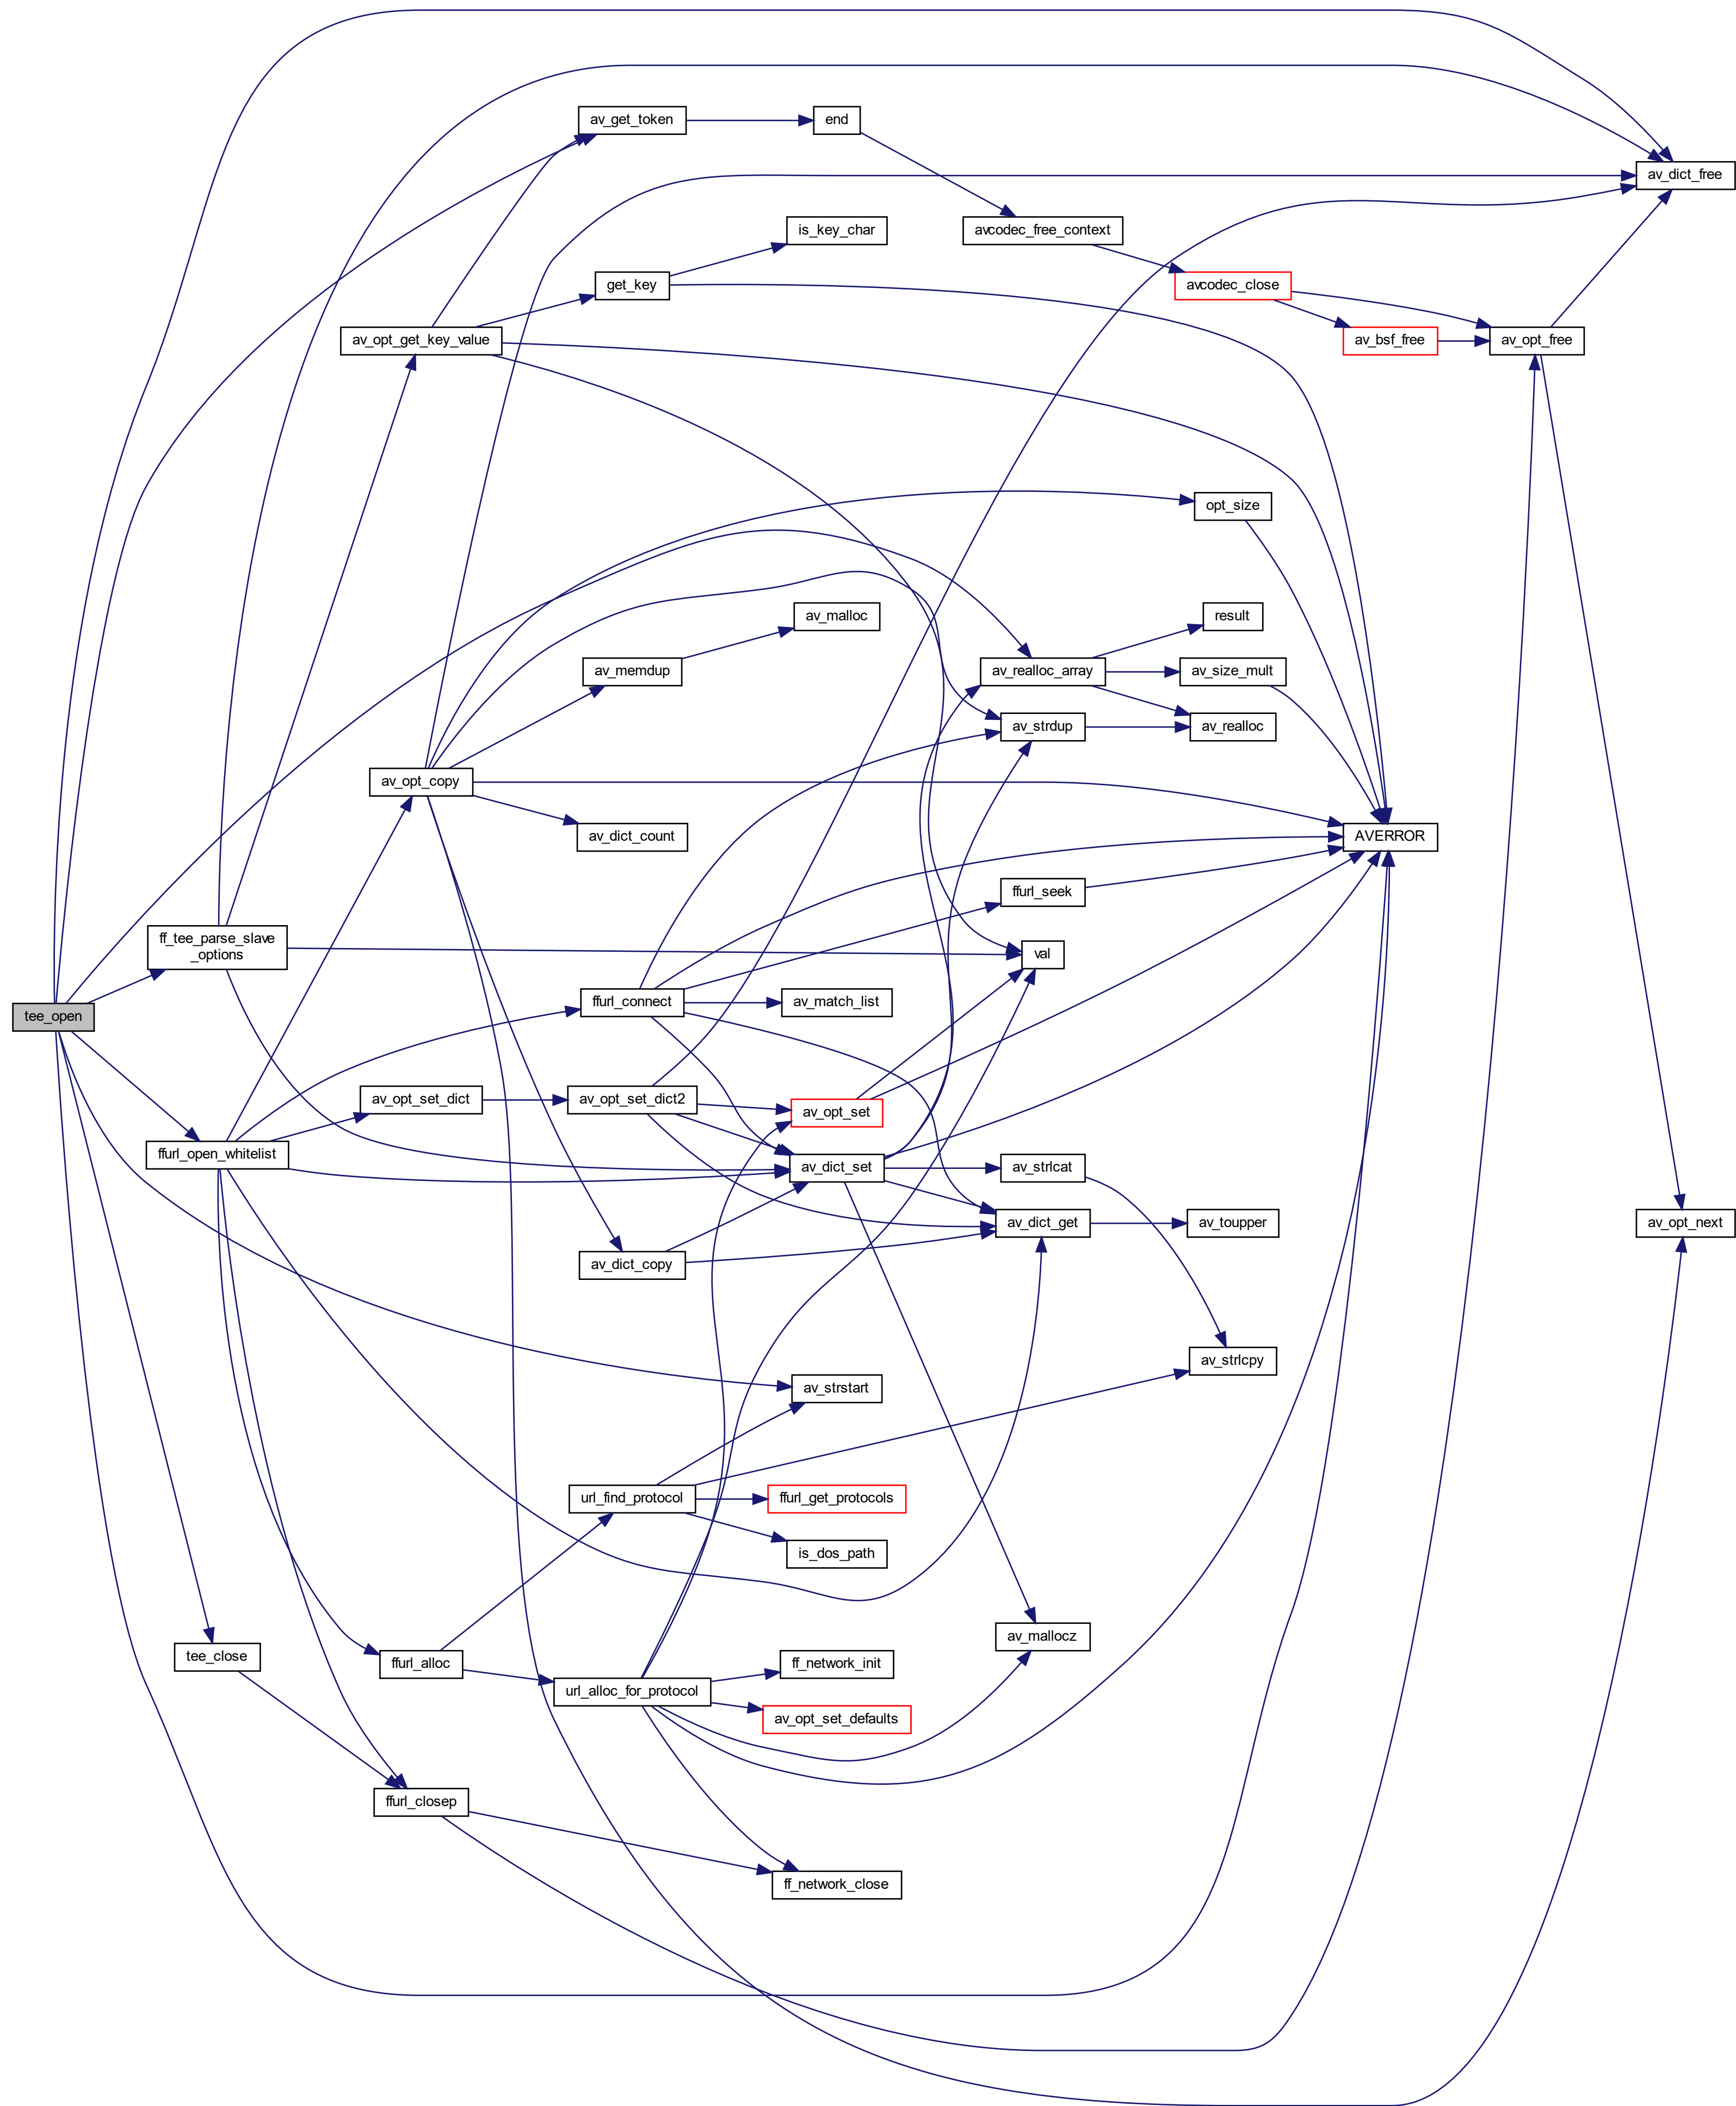 av_get_token
end
av_dict_free
is_key_char
avcodec_free_context
get_key
avcodec_close
av_opt_get_key_value
av_bsf_free
av_opt_free
opt_size
av_malloc
result
av_memdup
av_realloc_array
av_size_mult
av_strdup
av_realloc
av_opt_copy
av_dict_count
AVERROR
ffurl_seek
ff_tee_parse_slave
_options
val
tee_open
ffurl_connect
av_match_list
av_opt_set_dict
av_opt_set_dict2
av_opt_set
ffurl_open_whitelist
av_dict_set
av_strlcat
av_dict_get
av_toupper
av_opt_next
av_dict_copy
av_strlcpy
av_strstart
url_find_protocol
ffurl_get_protocols
is_dos_path
av_mallocz
tee_close
ffurl_alloc
ff_network_init
url_alloc_for_protocol
av_opt_set_defaults
ffurl_closep
ff_network_close